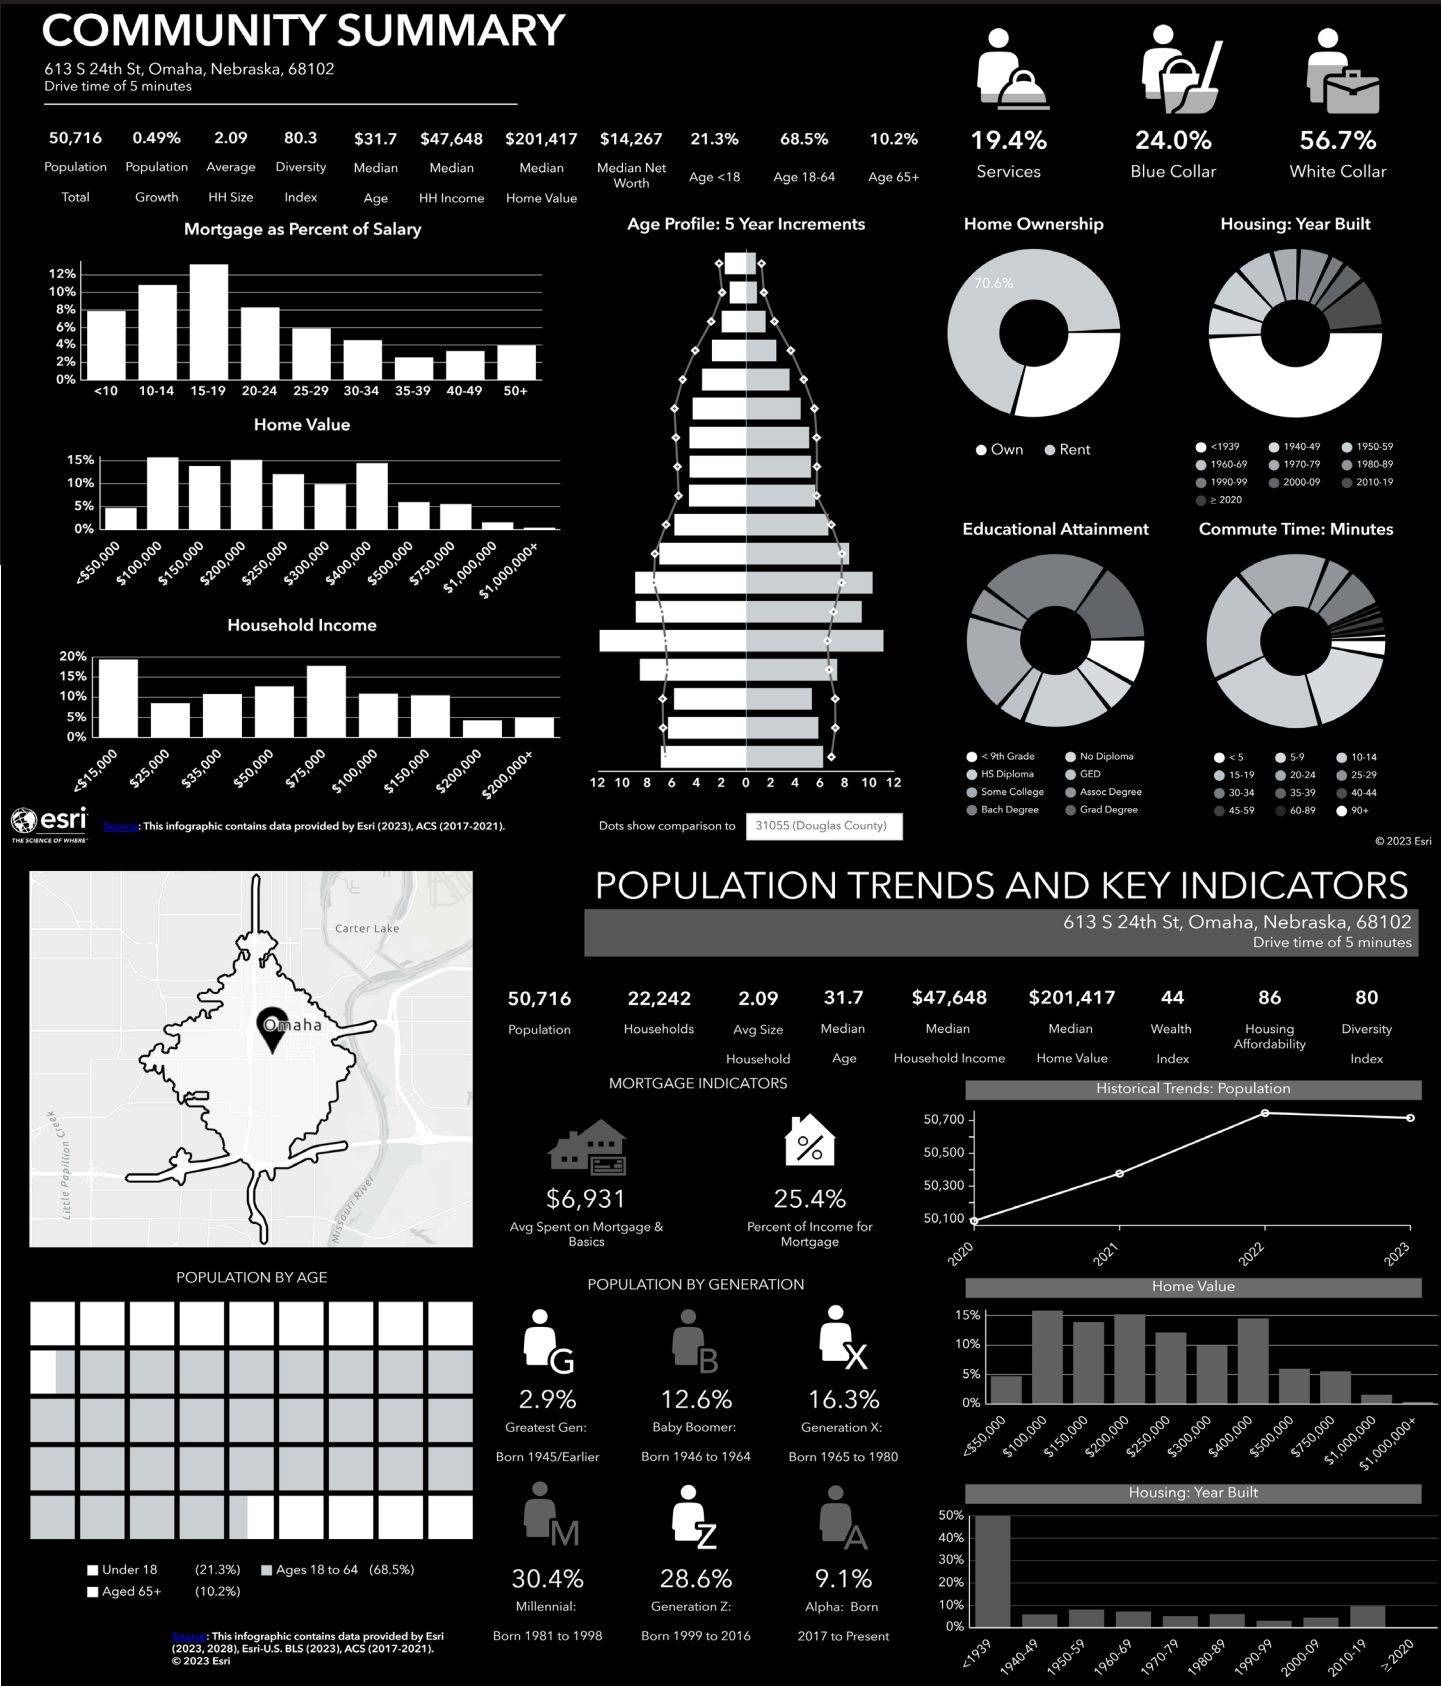 COMMUNITY SUMMARY
613 S 24th St, Omaha, Nebraska, 68102
Drive time of 5 minutes
50,716 0.49% 2.09 80.3 $31.7 $47,648 $201,417 $14,267 21.3% 68.5% 10.2%
Population Population Average Diversity Median Median Median Median Net Worth Age <18 Age 18-64 Age 65+
Total Growth HH Size Index Age HH Income Home Value
19.4% 24.0% 56.7%
Services Blue Collar White Collar
Mortgage as Percent of Salary
12%
10%
8%
6%
4%
2%
0%
<10 10-14 15-19 20-24 25-29 30-34 35-39 40-49 50+
Home Value
15%
10%
5%
0%
<$50,000 $100,000 $150,000 $200,000 $250,000 $300,000 $400,000 $500,000 $750,000 $1,000,000 $1,000,000+
Household Income
20%
15%
10%
5%
0%
<$15,000 $25,000 $35,000 $50,000 $75,000 $100,000 $150,000 $200,000 $200,000+
esri
THE SCIENCE OF WHERE®
Source: This infographic contains data provided by Esri (2023), ACS (2017-2021).
Age Profile: 5 Year Increments
12 10 8 6 4 2 0 2 4 6 8 10 12
Dots show comparison to 31055 (Douglas County)
Home Ownership
70.6%
Own Rent
Housing: Year Built
<1939 1940-49 1950-59
1960-69 1970-79 1980-89
1990-99 2000-09 2010-19
≥ 2020
Educational Attainment
< 9th Grade No Diploma
HS Diploma GED
Some College Assoc Degree
Bach Degree Grad Degree
Commute Time: Minutes
< 5 5-9 10-14
15-19 20-24 25-29
30-34 35-39 40-44
45-59 60-89 90+
© 2023 Esri
Carter Lake
Omaha
Little Papillion Creek
Missouri River
POPULATION TRENDS AND KEY INDICATORS
613 S 24th St, Omaha, Nebraska, 68102
Drive time of 5 minutes
50,716 22,242 2.09 31.7 $47,648 $201,417 44 86 80
Population Households Avg Size Median Median Median Wealth Housing Affordability Diversity
Household Age Household Income Home Value Index Index
MORTGAGE INDICATORS
$6,931
Avg Spent on Mortgage &
Basics
25.4%
Percent of Income for
Mortgage
Historical Trends: Population
50,700
50,500
50,300
50,100
2020 2021 2022 2023
POPULATION BY AGE
Under 18 (21.3%) Ages 18 to 64 (68.5%)
Aged 65+ (10.2%)
Source: This infographic contains data provided by Esri
(2023, 2028), Esri-U.S. BLS (2023), ACS (2017-2021).
© 2023 Esri
POPULATION BY GENERATION
G B X
2.9% 12.6% 16.3%
Greatest Gen: Baby Boomer: Generation X:
Born 1945/Earlier Born 1946 to 1964 Born 1965 to 1980
M Z A
30.4% 28.6% 9.1%
Millennial: Generation Z: Alpha: Born
Born 1981 to 1998 Born 1999 to 2016 2017 to Present
Home Value
15%
10%
5%
0%
<$50,000 $100,000 $150,000 $200,000 $250,000 $300,000 $400,000 $500,000 $750,000 $1,000,000 $1,000,000+
Housing: Year Built
50%
40%
30%
20%
10%
0%
<1939 1940-49 1950-59 1960-69 1970-79 1980-89 1990-99 2000-09 2010-19 ≥ 2020